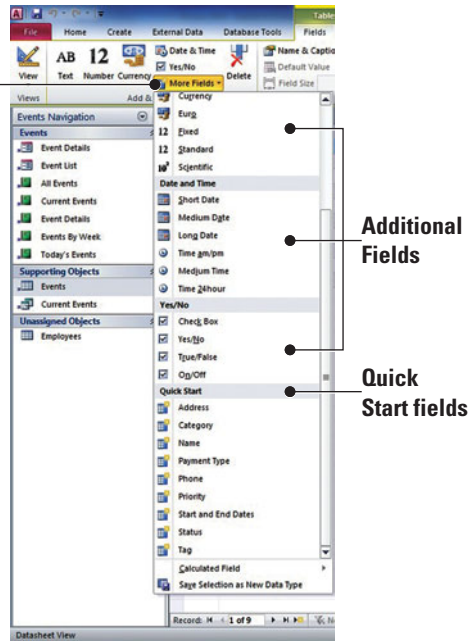 Table
File Home Create External Data Database Tools Fields
View
AB Text
12 Number
Currency
Date & Time
Yes/No
More Fields
Delete
Name & Captio
Default Value
Field Size
Views
Add &
Events Navigation
Events
Event Details
Event List
All Events
Current Events
Event Details
Events By Week
Today's Events
Supporting Objects
Events
Current Events
Unassigned Objects
Employees
Currency
Euro
12 Fixed
12 Standard
Scientific
Date and Time
Short Date
Medium Date
Long Date
Time am/pm
Medium Time
Time 24hour
Yes/No
Check Box
Yes/No
True/False
On/Off
Quick Start
Address
Category
Name
Payment Type
Phone
Priority
Start and End Dates
Status
Tag
Calculated Field
Save Selection as New Data Type
Record: 1 of 9
Datasheet View
Additional
Fields
Quick
Start fields